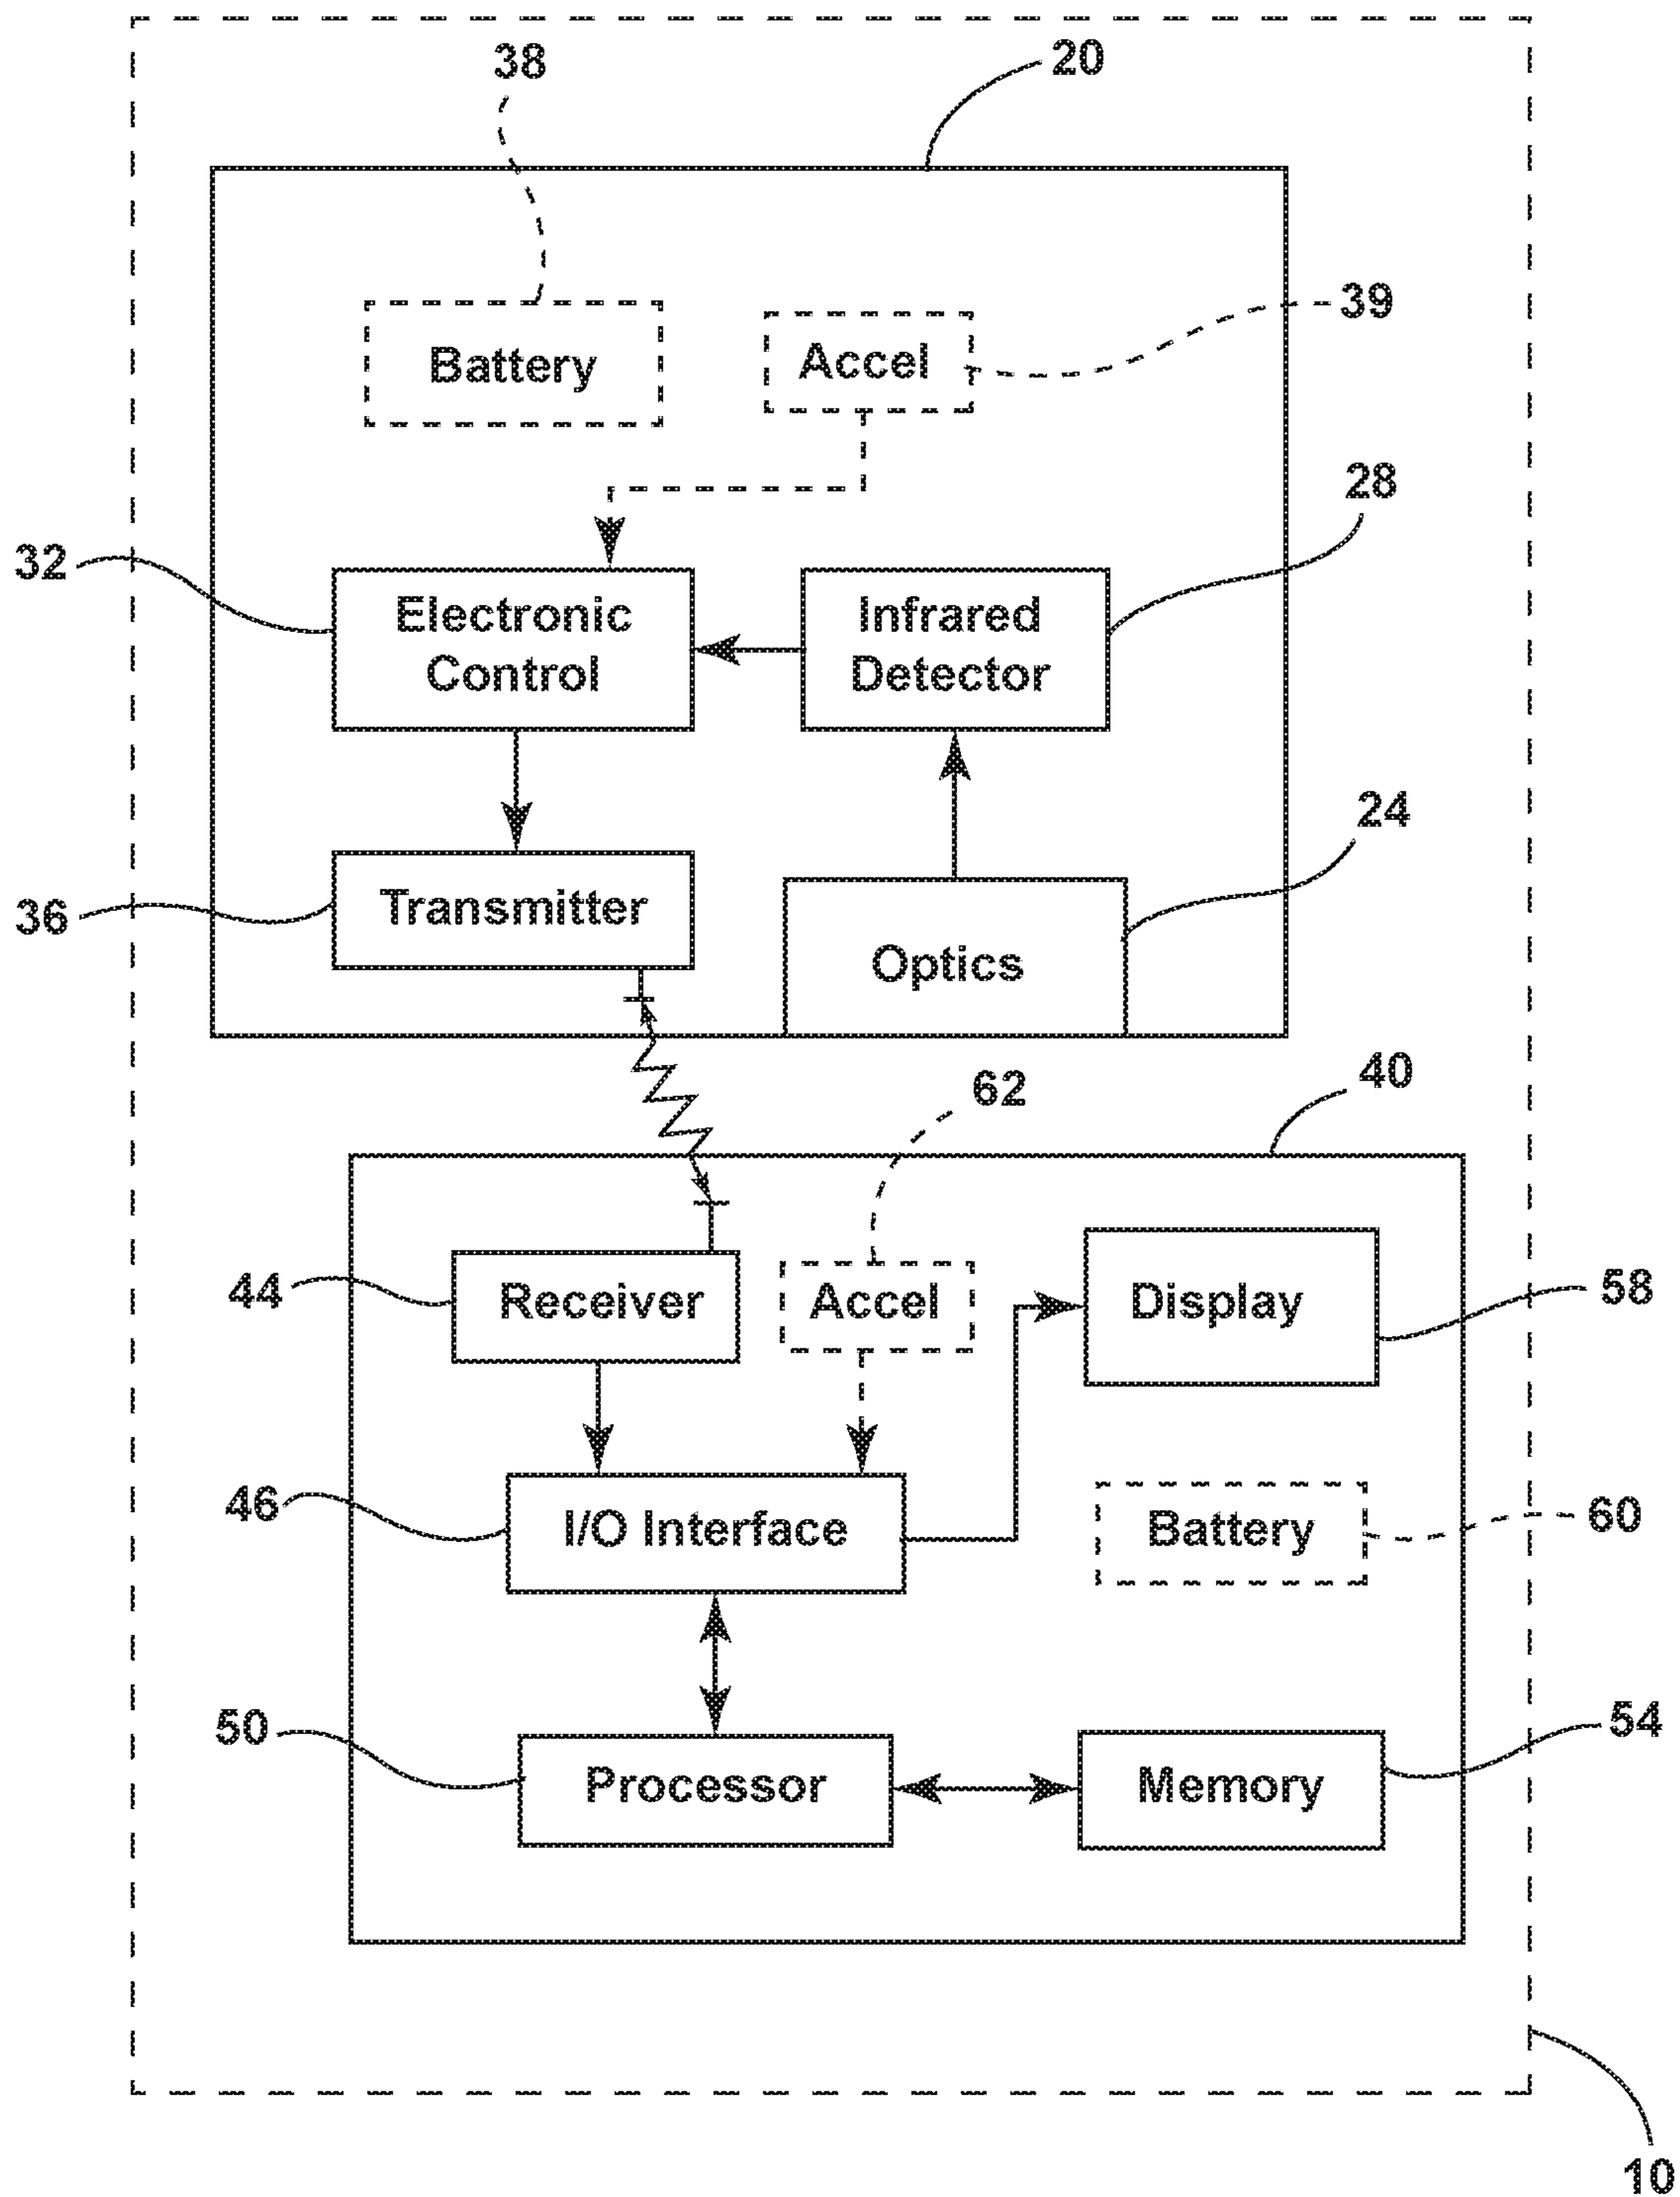 38
20
Battery
Accel
39
28
32
Electronic
Control
Infrared
Detector
24
36
Transmitter
Optics
62
40
44
Receiver
Accel
Display
58
46
I/O Interface
Battery
60
50
Processor
Memory
54
10